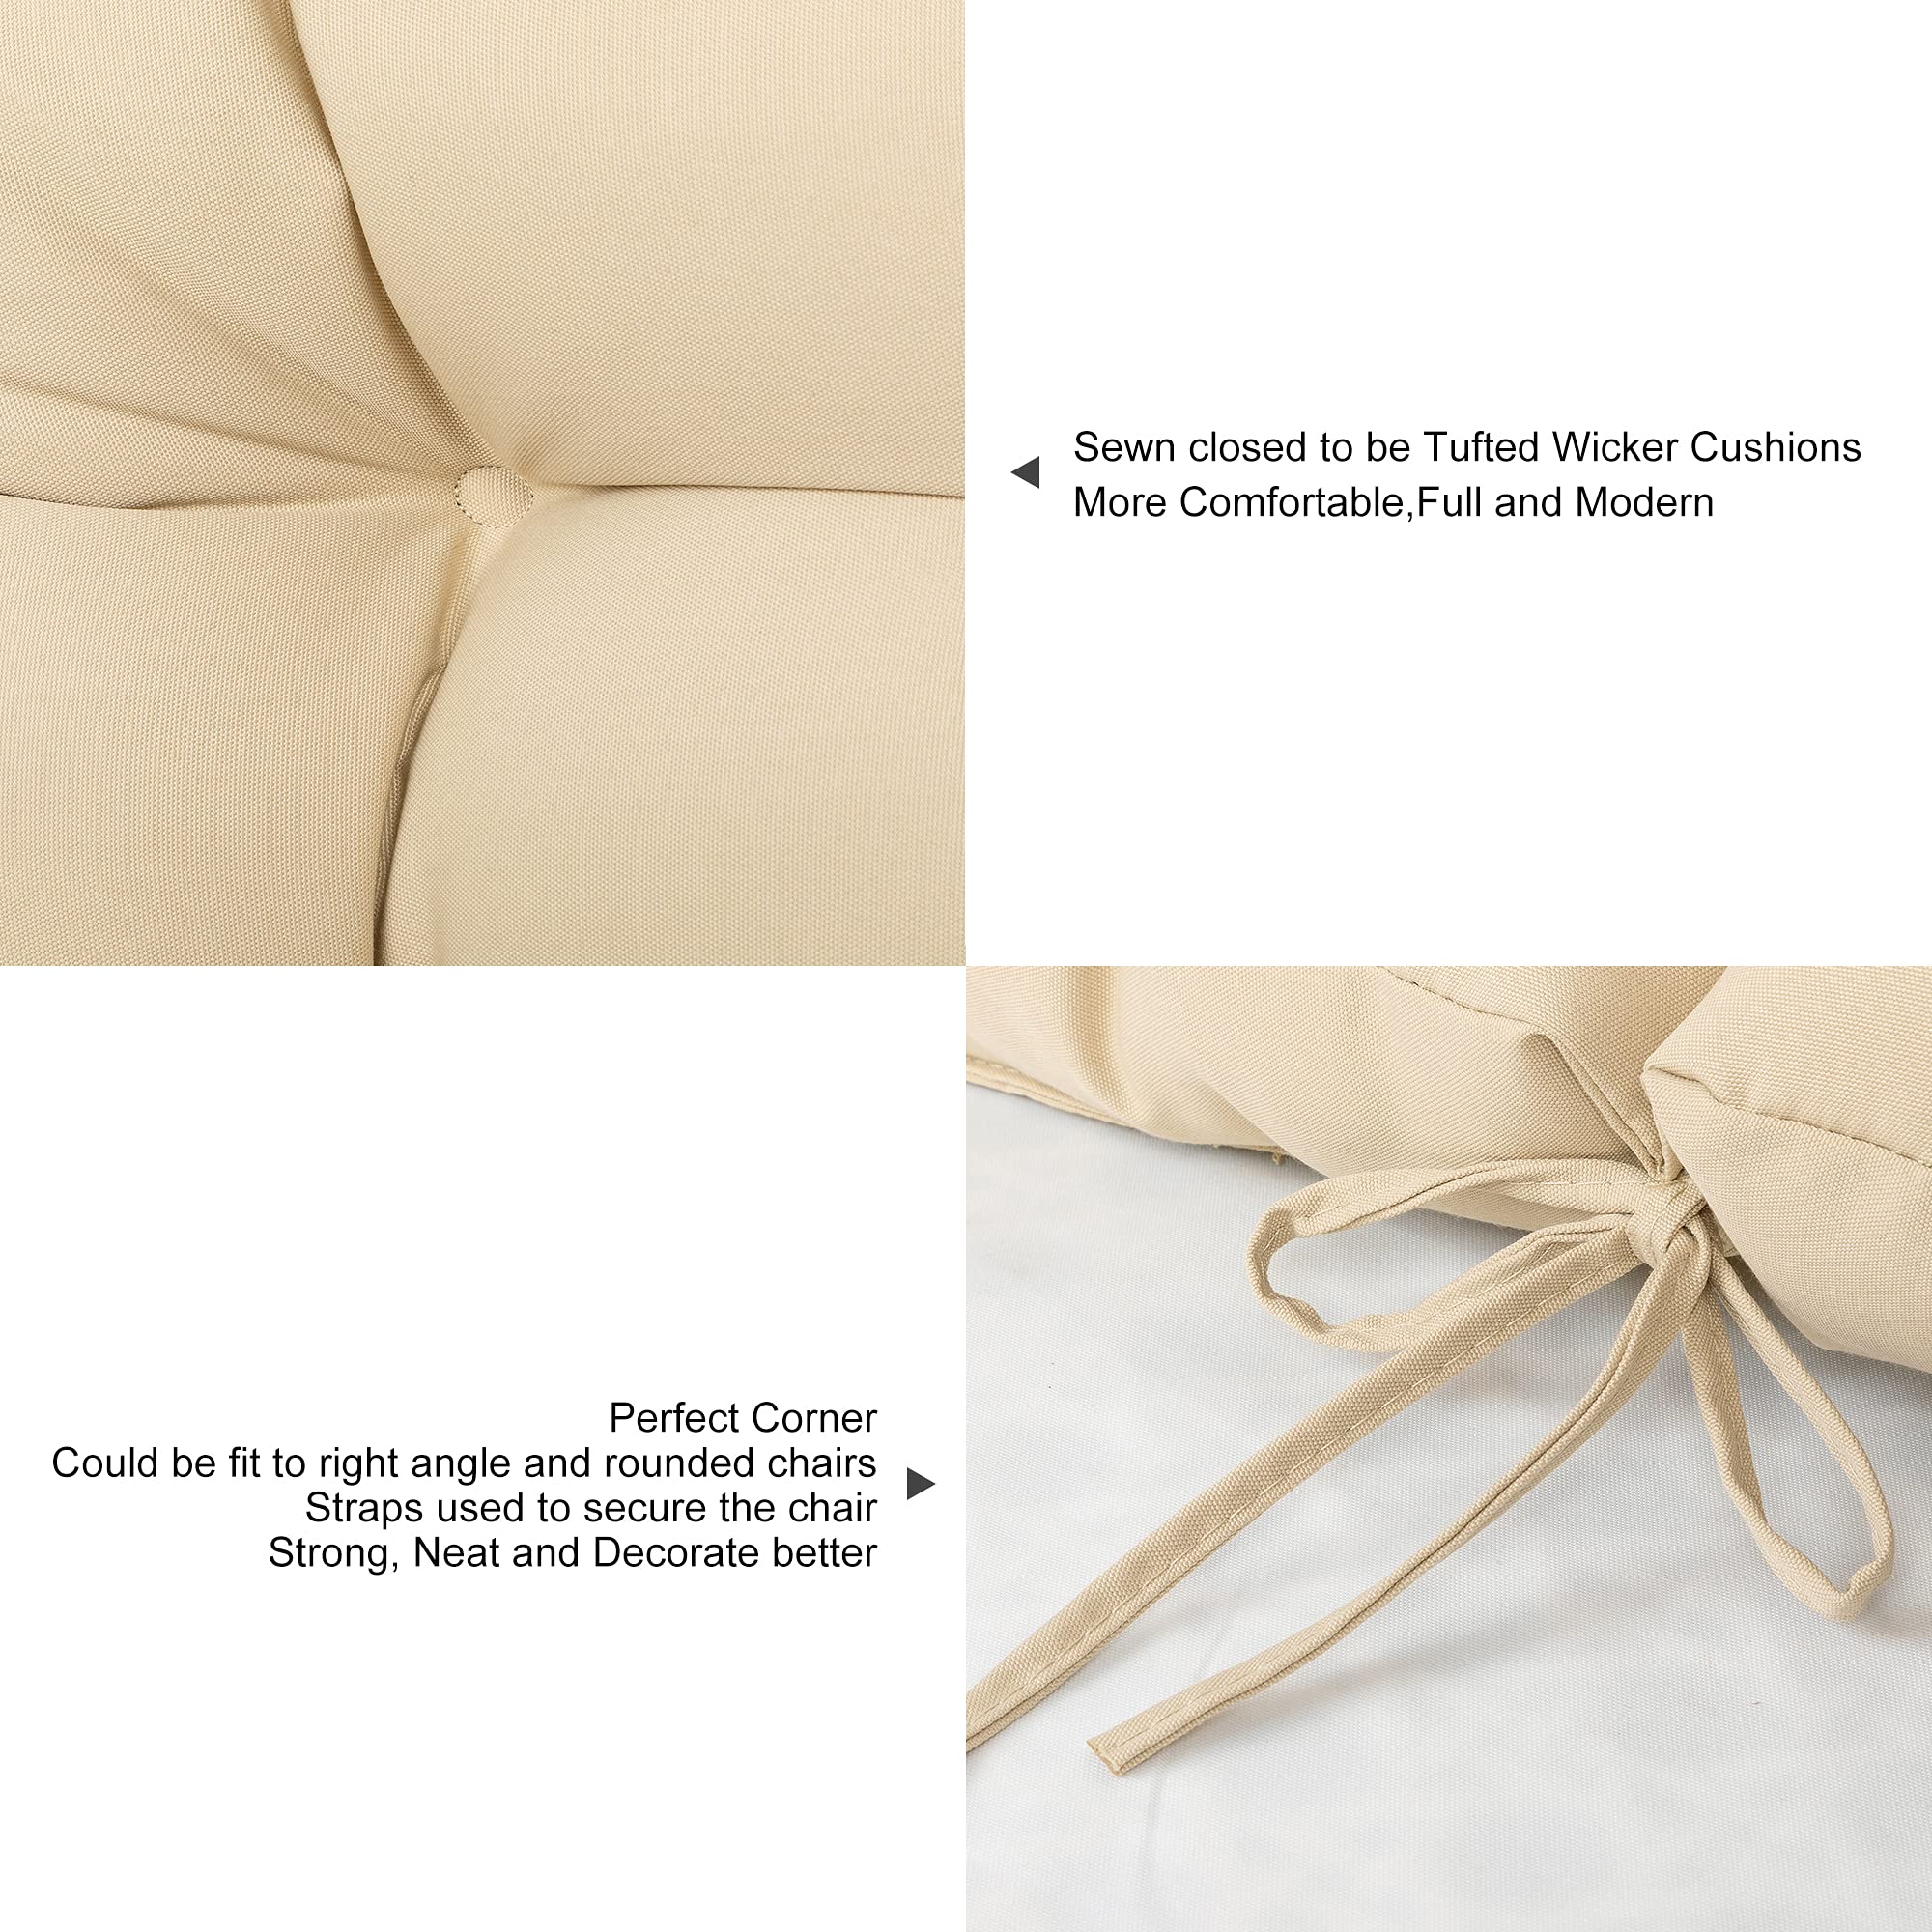 Sewn closed to be Tufted Wicker Cushions
More Comfortable,Full and Modern
Perfect Corner
Could be fit to right angle and rounded chairs
Straps used to secure the chair
Strong, Neat and Decorate better